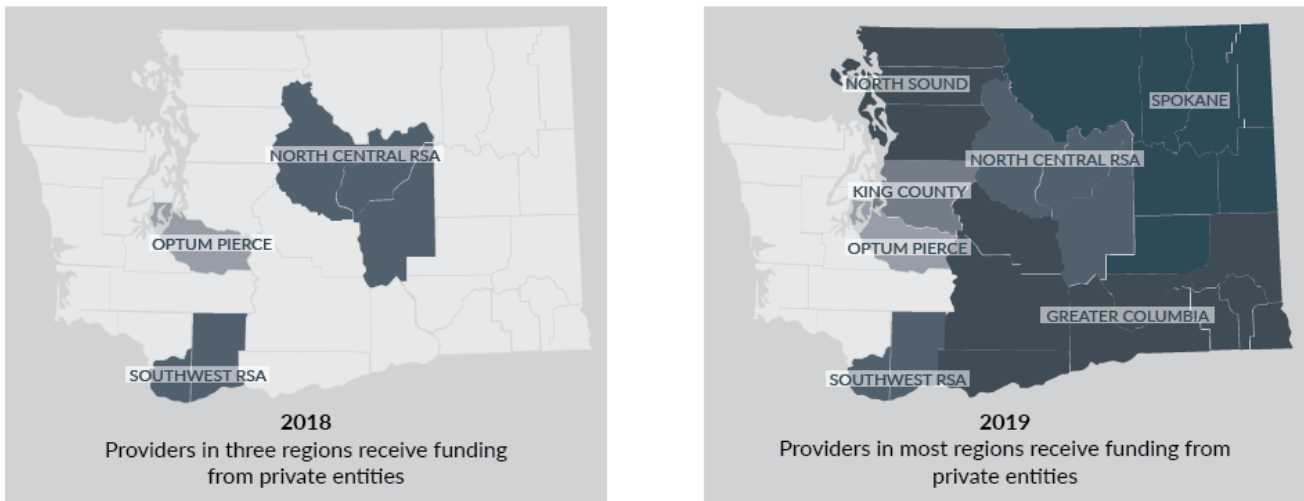 NORTH CENTRAL RSA
OPTUM PIERCE
SOUTHWEST RSA
2018
Providers in three regions receive funding
from private entities
NORTH SOUND
SPOKANE
NORTH CENTRAL RSA
KING COUNTY
OPTUM PIERCE
GREATER COLUMBIA
SOUTHWEST RSA
2019
Providers in most regions receive funding from
private entities